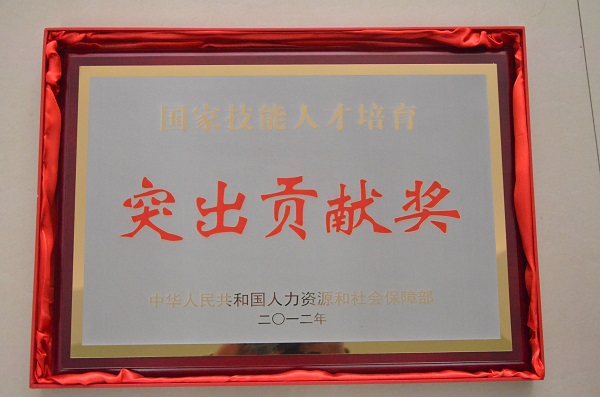 国家技能人才培育
突出贡献奖
中华人民共和国人力资源和社会保障部
二〇一二年